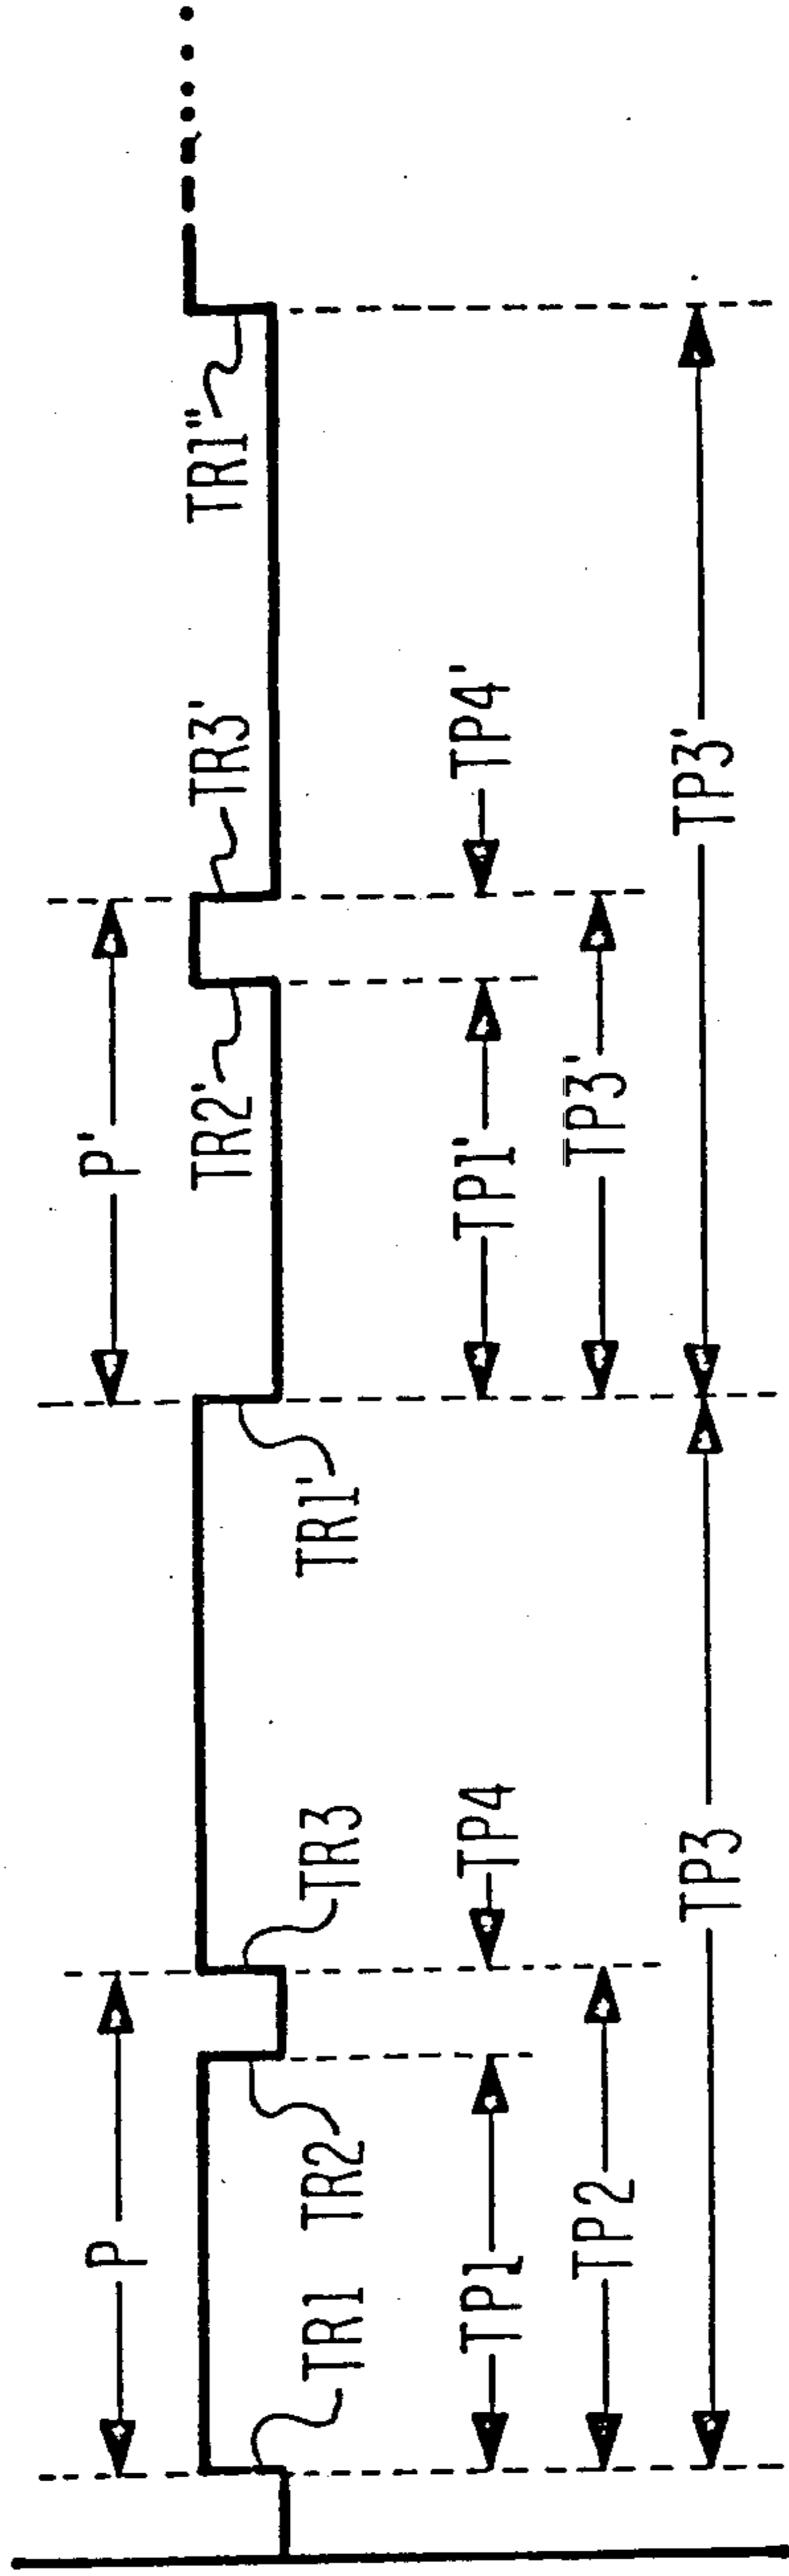 P
P'
TR1 TR2
TR3
TR1'
TR2'
TR3'
TR1"
TP1
TP4
TP1'
TP4'
TP2
TP3'
TP3
TP3'